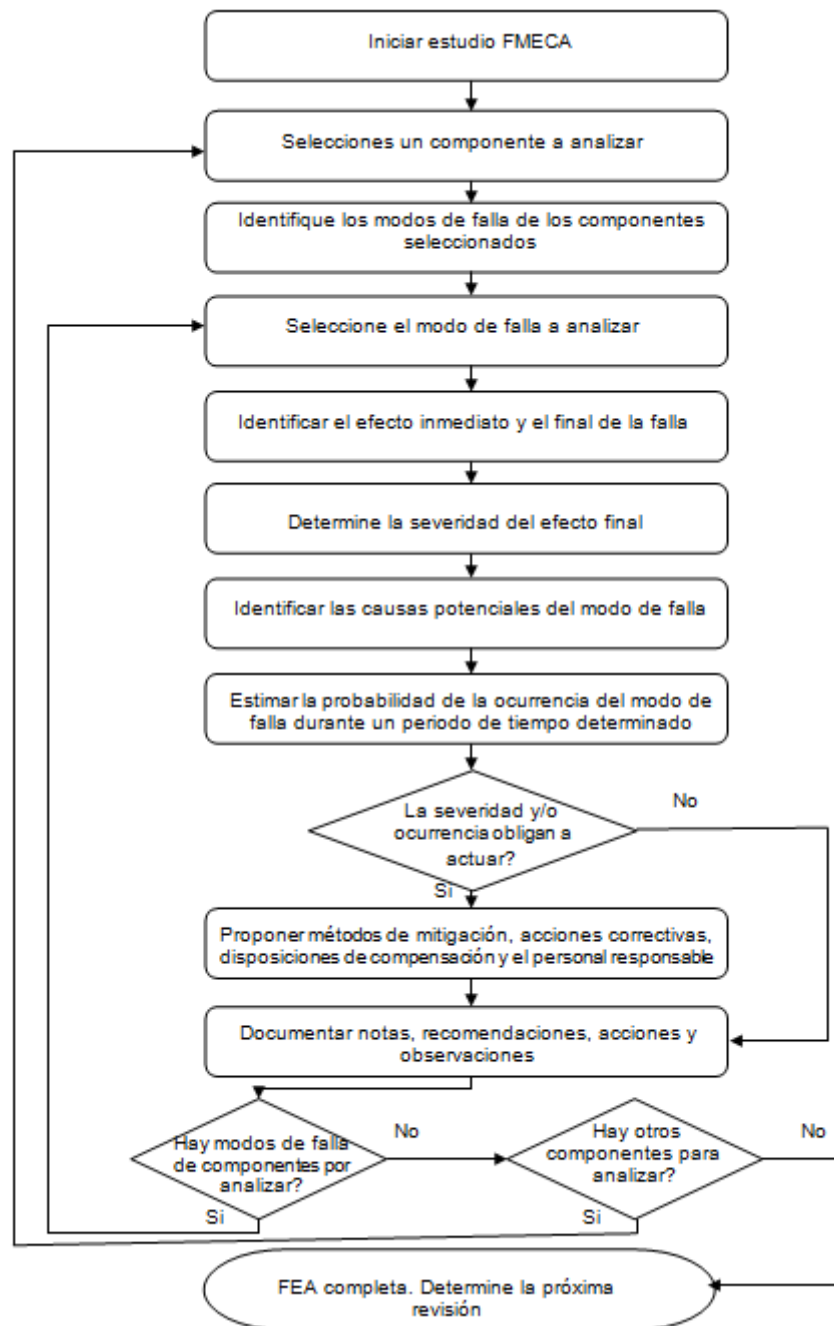 Iniciar estudio FMECA
Selecciones un componente a analizar
Identifique los modos de falla de los componentes
seleccionados
Seleccione el modo de falla a analizar
Identificar el efecto inmediato y el final de la falla
Determine la severidad del efecto final
Identificar las causas potenciales del modo de falla
Estimar la probabilidad de la ocurrencia del modo de
falla durante un periodo de tiempo determinado
La severidad y/o
ocurrencia obligan a
actuar?
No
Si
Proponer métodos de mitigación, acciones correctivas,
disposiciones de compensación y el personal responsable
Documentar notas, recomendaciones, acciones y
observaciones
Hay modos de falla
de componentes por
analizar?
No
Si
Hay otros
componentes para
analizar?
No
Si
FEA completa. Determine la próxima
revisión